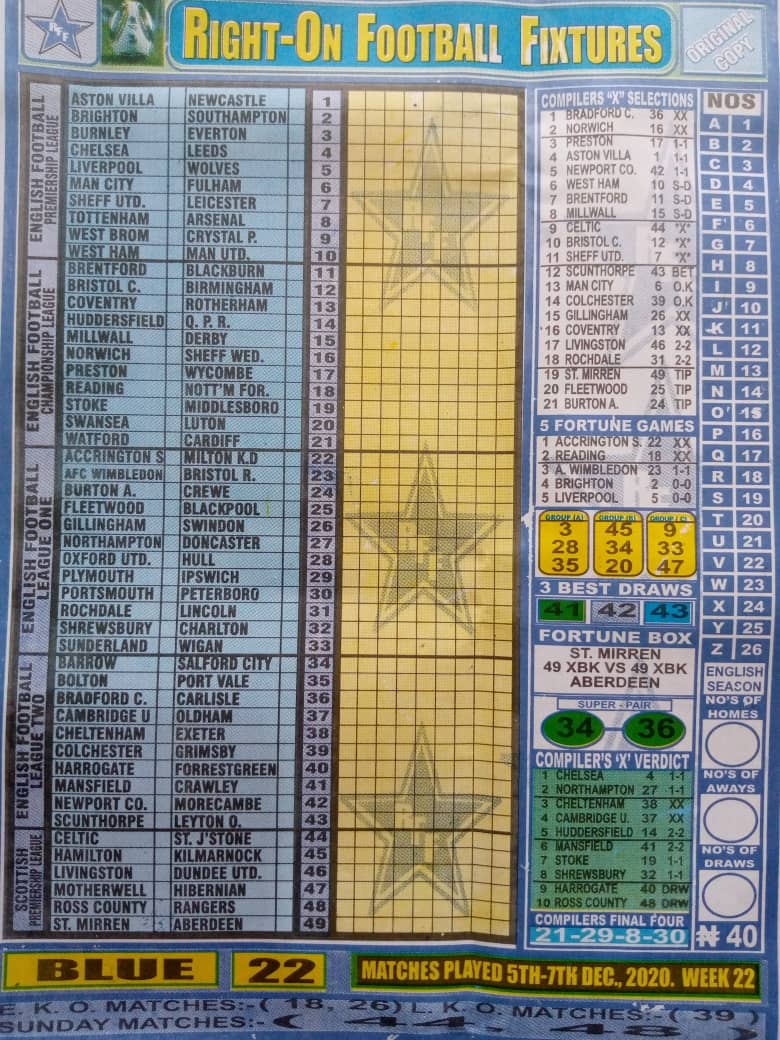 RFF
RIGHT-ON FOOTBALL FIXTURES
ORIGINAL COPY
ENGLISH FOOTBALL PREMIERSHIP LEAGUE
ASTON VILLA NEWCASTLE 1
BRIGHTON SOUTHAMPTON 2
BURNLEY EVERTON 3
CHELSEA LEEDS 4
LIVERPOOL WOLVES 5
MAN CITY FULHAM 6
SHEFF UTD. LEICESTER 7
TOTTENHAM ARSENAL 8
WEST BROM CRYSTAL P. 9
WEST HAM MAN UTD. 10
ENGLISH FOOTBALL CHAMPIONSHIP LEAGUE
BRENTFORD BLACKBURN 11
BRISTOL C. BIRMINGHAM 12
COVENTRY ROTHERHAM 13
HUDDERSFIELD Q. P. R. 14
MILLWALL DERBY 15
NORWICH SHEFF WED. 16
PRESTON WYCOMBE 17
READING NOTT'M FOR. 18
STOKE MIDDLESBORO 19
SWANSEA LUTON 20
WATFORD CARDIFF 21
ENGLISH FOOTBALL LEAGUE ONE
ACCRINGTON S MILTON K.D 22
AFC WIMBLEDON BRISTOL R. 23
BURTON A. CREWE 24
FLEETWOOD BLACKPOOL 25
GILLINGHAM SWINDON 26
NORTHAMPTON DONCASTER 27
OXFORD UTD. HULL 28
PLYMOUTH IPSWICH 29
PORTSMOUTH PETERBORO 30
ROCHDALE LINCOLN 31
SHREWSBURY CHARLTON 32
SUNDERLAND WIGAN 33
ENGLISH FOOTBALL LEAGUE TWO
BARROW SALFORD CITY 34
BOLTON PORT VALE 35
BRADFORD C. CARLISLE 36
CAMBRIDGE U OLDHAM 37
CHELTENHAM EXETER 38
COLCHESTER GRIMSBY 39
HARROGATE FORRESTGREEN 40
MANSFIELD CRAWLEY 41
NEWPORT CO. MORECAMBE 42
SCUNTHORPE LEYTON O. 43
SCOTTISH PREMIERSHIP LEAGUE
CELTIC ST. J'STONE 44
HAMILTON KILMARNOCK 45
LIVINGSTON DUNDEE UTD. 46
MOTHERWELL HIBERNIAN 47
ROSS COUNTY RANGERS 48
ST. MIRREN ABERDEEN 49
COMPILERS "X" SELECTIONS
1 BRADFORD C. 36 XX
2 NORWICH 16 XX
3 PRESTON 17 1-1
4 ASTON VILLA 1 1-1
5 NEWPORT CO. 42 1-1
6 WEST HAM 10 S-D
7 BRENTFORD 11 S-D
8 MILLWALL 15 S-D
9 CELTIC 44 "X"
10 BRISTOL C. 12 "X"
11 SHEFF UTD. 7 "X"
12 SCUNTHORPE 43 BET
13 MAN CITY 6 O.K
14 COLCHESTER 39 O.K
15 GILLINGHAM 26 XX
16 COVENTRY 13 XX
17 LIVINGSTON 46 2-2
18 ROCHDALE 31 2-2
19 ST. MIRREN 49 TIP
20 FLEETWOOD 25 TIP
21 BURTON A. 24 TIP
5 FORTUNE GAMES
1 ACCRINGTON S. 22 XX
2 READING 18 XX
3 A. WIMBLEDON 23 1-1
4 BRIGHTON 2 0-0
5 LIVERPOOL 5 0-0
GROUP (A) GROUP (B) GROUP (C)
3 45 9
28 34 33
35 20 47
3 BEST DRAWS
41 42 43
FORTUNE BOX
ST. MIRREN
49 XBK VS 49 XBK
ABERDEEN
SUPER - PAIR
34 - 36
COMPILER'S 'X' VERDICT
1 CHELSEA 4 1-1
2 NORTHAMPTON 27 1-1
3 CHELTENHAM 38 XX
4 CAMBRIDGE U. 37 XX
5 HUDDERSFIELD 14 2-2
6 MANSFIELD 41 2-2
7 STOKE 19 1-1
8 SHREWSBURY 32 1-1
9 HARROGATE 40 DRW
10 ROSS COUNTY 48 DRW
COMPILERS FINAL FOUR
21-29-8-30
NOS
A 1
B 2
C 3
D 4
E 5
F 6
G 7
H 8
I 9
J 10
K 11
L 12
M 13
N 14
O 15
P 16
Q 17
R 18
S 19
T 20
U 21
V 22
W 23
X 24
Y 25
Z 26
ENGLISH
SEASON
NO'S OF
HOMES
NO'S OF
AWAYS
NO'S OF
DRAWS
₦ 40
BLUE 22 MATCHES PLAYED 5TH-7TH DEC., 2020. WEEK 22
E. K. O. MATCHES:-( 18, 26) L. K. O. MATCHES:-( 39 )
SUNDAY MATCHES:- ( 44, 48 )